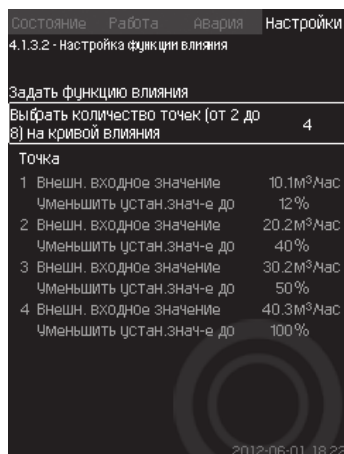 Состояние Работа Авария Настройки
4.1.3.2 - Настройка функции влияния
Задать функцию влияния
Выбрать количество точек (от 2 до 4
8) на кривой влияния
Точка
1 Внешн. входное значение 10.1м³/час
Уменьшить устан.знач-е до 12%
2 Внешн. входное значение 20.2м³/час
Уменьшить устан.знач-е до 40%
3 Внешн. входное значение 30.2м³/час
Уменьшить устан.знач-е до 50%
4 Внешн. входное значение 40.3м³/час
Уменьшить устан.знач-е до 100%
2012-06-01 18:22